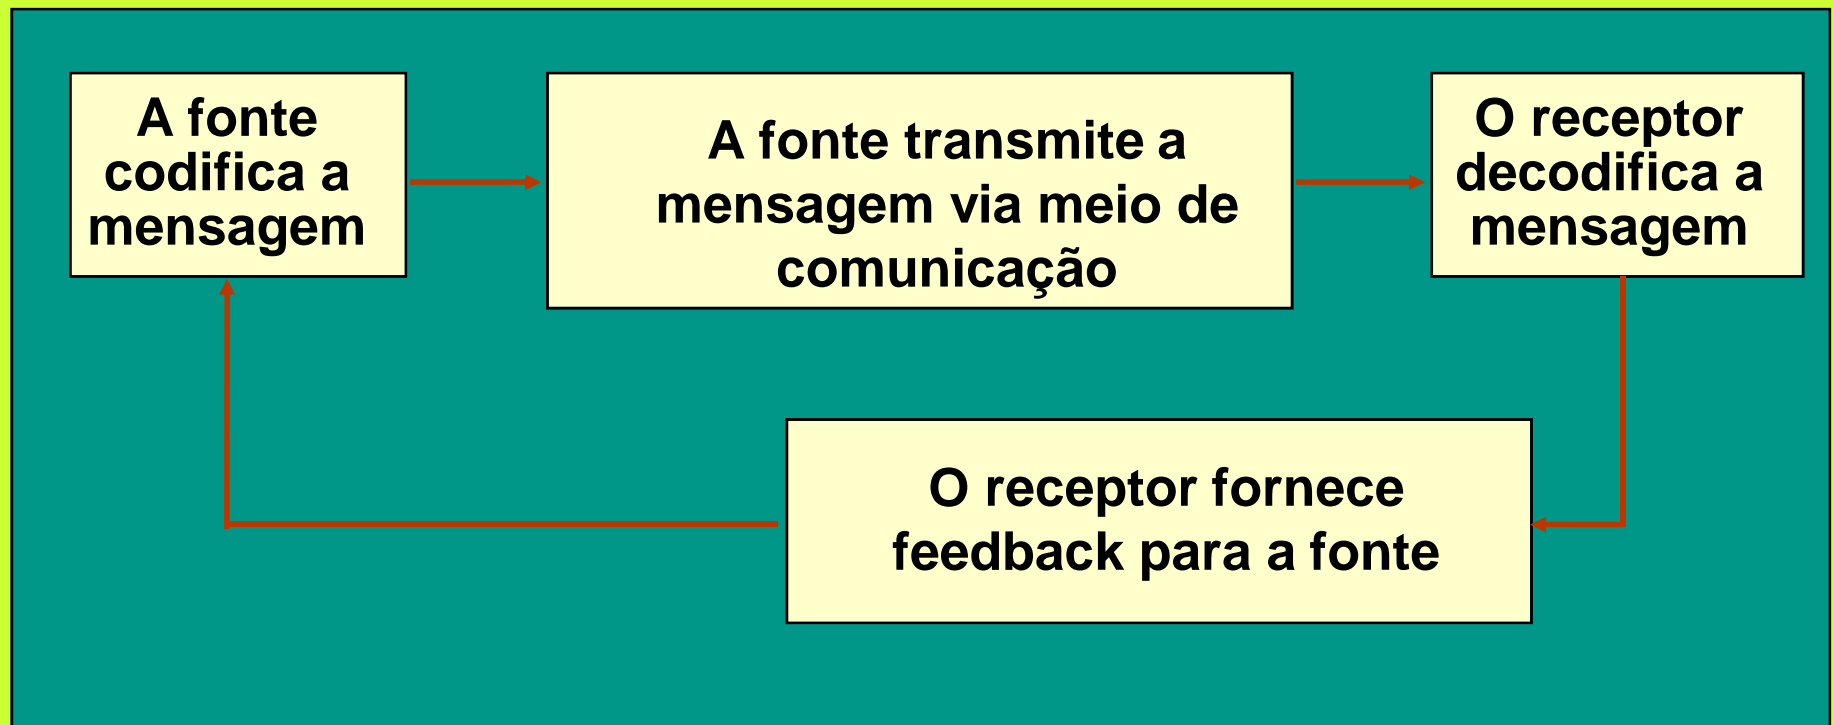 A fonte
codifica a
mensagem
A fonte transmite a
mensagem via meio de
comunicação
O receptor
decodifica a
mensagem
O receptor fornece
feedback para a fonte